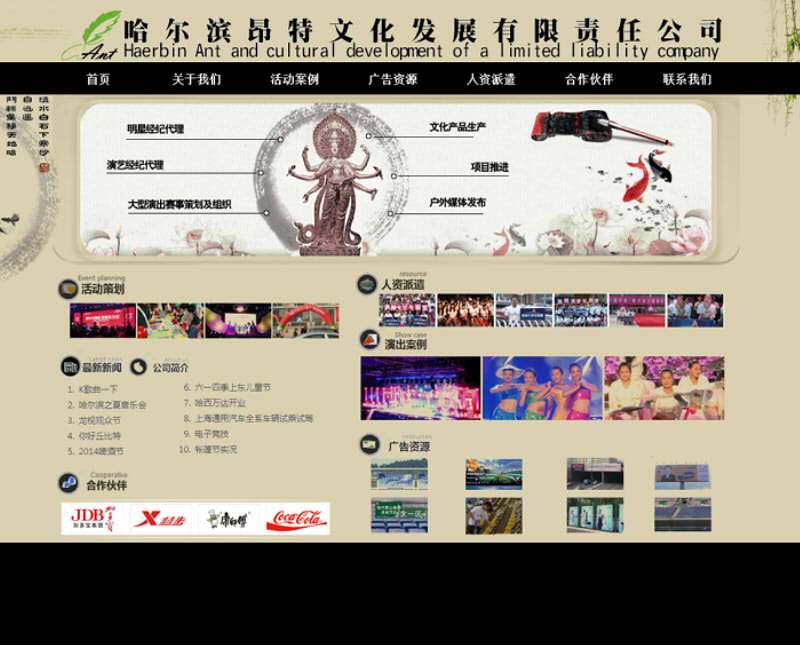 哈尔滨昂特文化发展有限责任公司
Ant
Haerbin Ant and cultural development of a limited liability company
首页 关于我们 活动案例 广告资源 人资派遣 合作伙伴 联系我们
明星经纪代理
文化产品生产
演艺经纪代理
项目推进
大型演出赛事策划及组织
户外媒体发布
Event planning
活动策划
resource
人资派遣
Show case
演出案例
Latest news
最新新闻
about us
公司简介
1. K歌曲一下
2. 哈尔滨之夏音乐会
3. 龙视观众节
4. 你好丘比特
5. 2014啤酒节
6. 六一四季上东儿童节
7. 哈西万达开业
8. 上海通用汽车全系车辆试乘试驾
9. 电子竞技
10. 帐篷节实况
resources
广告资源
Cooperative
合作伙伴
JDB
加多宝集团
特步
康师傅
Coca-Cola